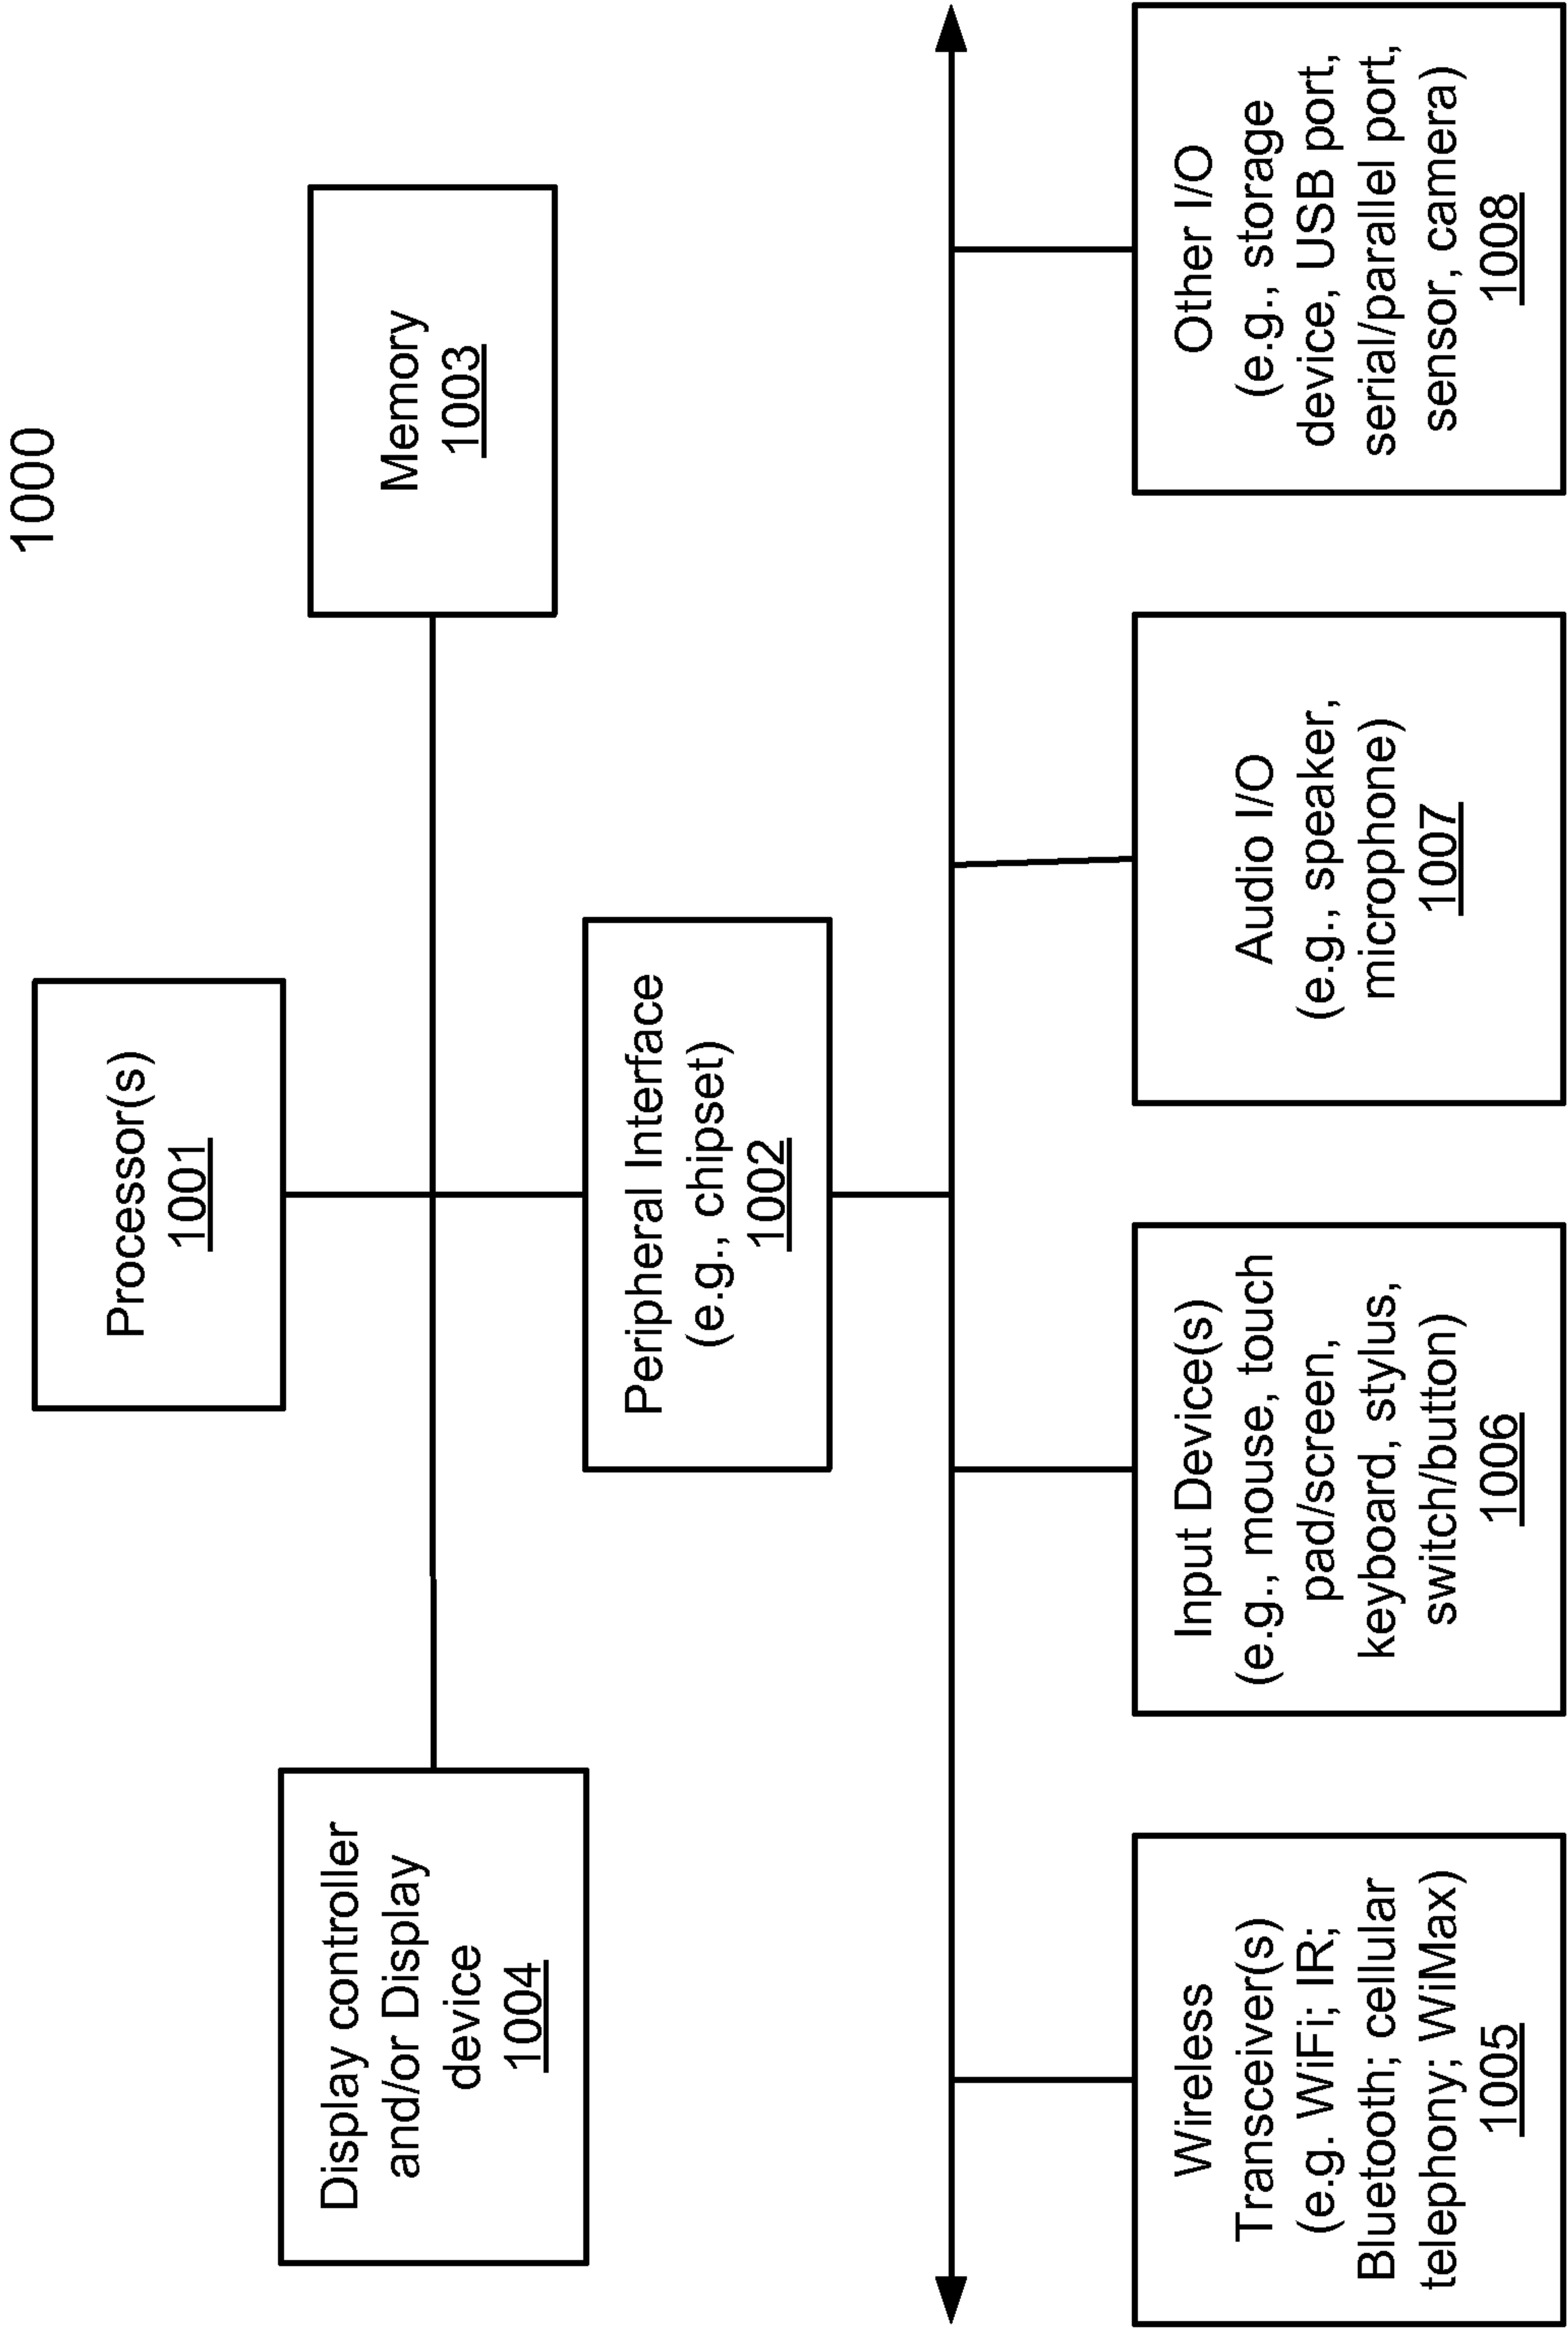 1000
Processor(s)
1001
Display controller
and/or Display
device
1004
Memory
1003
Peripheral Interface
(e.g., chipset)
1002
Wireless
Transceiver(s)
(e.g. WiFi; IR;
Bluetooth; cellular
telephony; WiMax)
1005
Input Device(s)
(e.g., mouse, touch
pad/screen,
keyboard, stylus,
switch/button)
1006
Audio I/O
(e.g., speaker,
microphone)
1007
Other I/O
(e.g., storage
device, USB port,
serial/parallel port,
sensor, camera)
1008